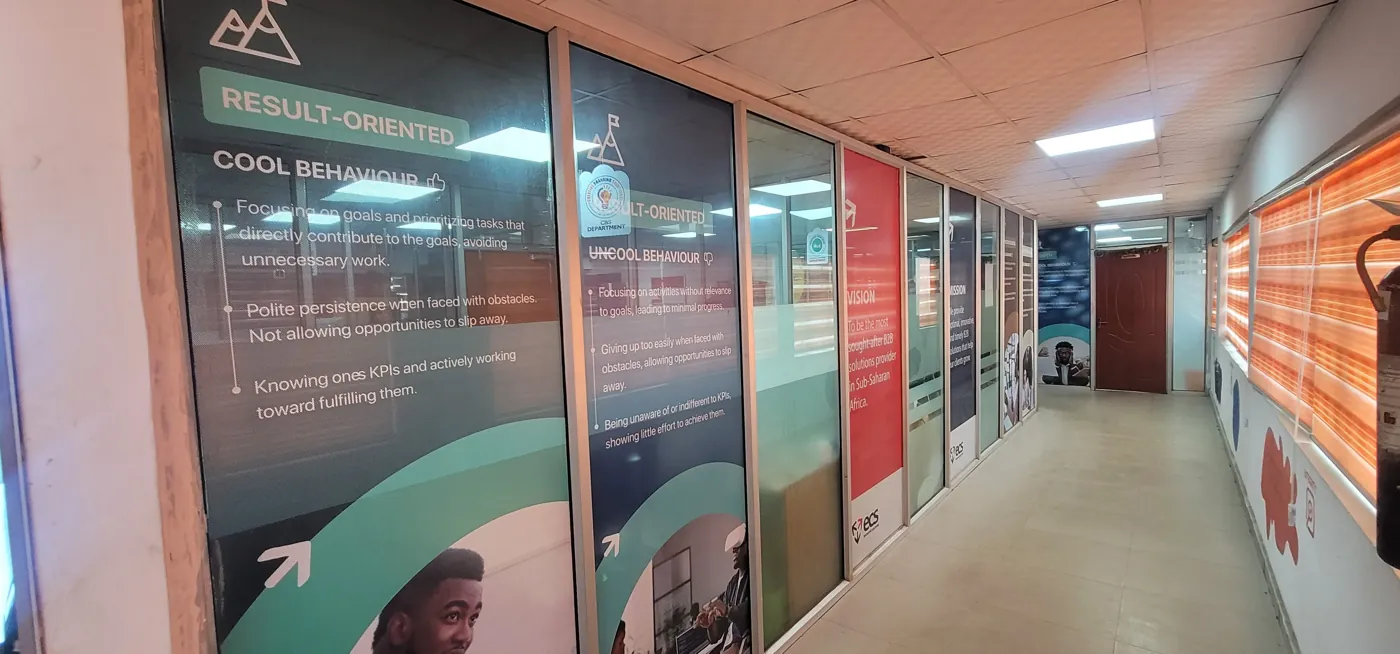 RESULT-ORIENTED
COOL BEHAVIOUR
Focusing on goals and prioritizing tasks that
directly contribute to the goals, avoiding
unnecessary work.
Polite persistence when faced with obstacles.
Not allowing opportunities to slip away.
Knowing ones KPIs and actively working
toward fulfilling them.
ULT-ORIENTED
DEPARTMENT
UNCOOL BEHAVIOUR
Focusing on activities without relevance
to goals, leading to minimal progress.
Giving up too easily when faced with
obstacles, allowing opportunities to slip
away.
Being unaware of or indifferent to KPIs,
showing little effort to achieve them.
VISION
To be the most
sought after B2B
solutions provider
in Sub-Saharan
Africa.
ecs
MISSION
ecs